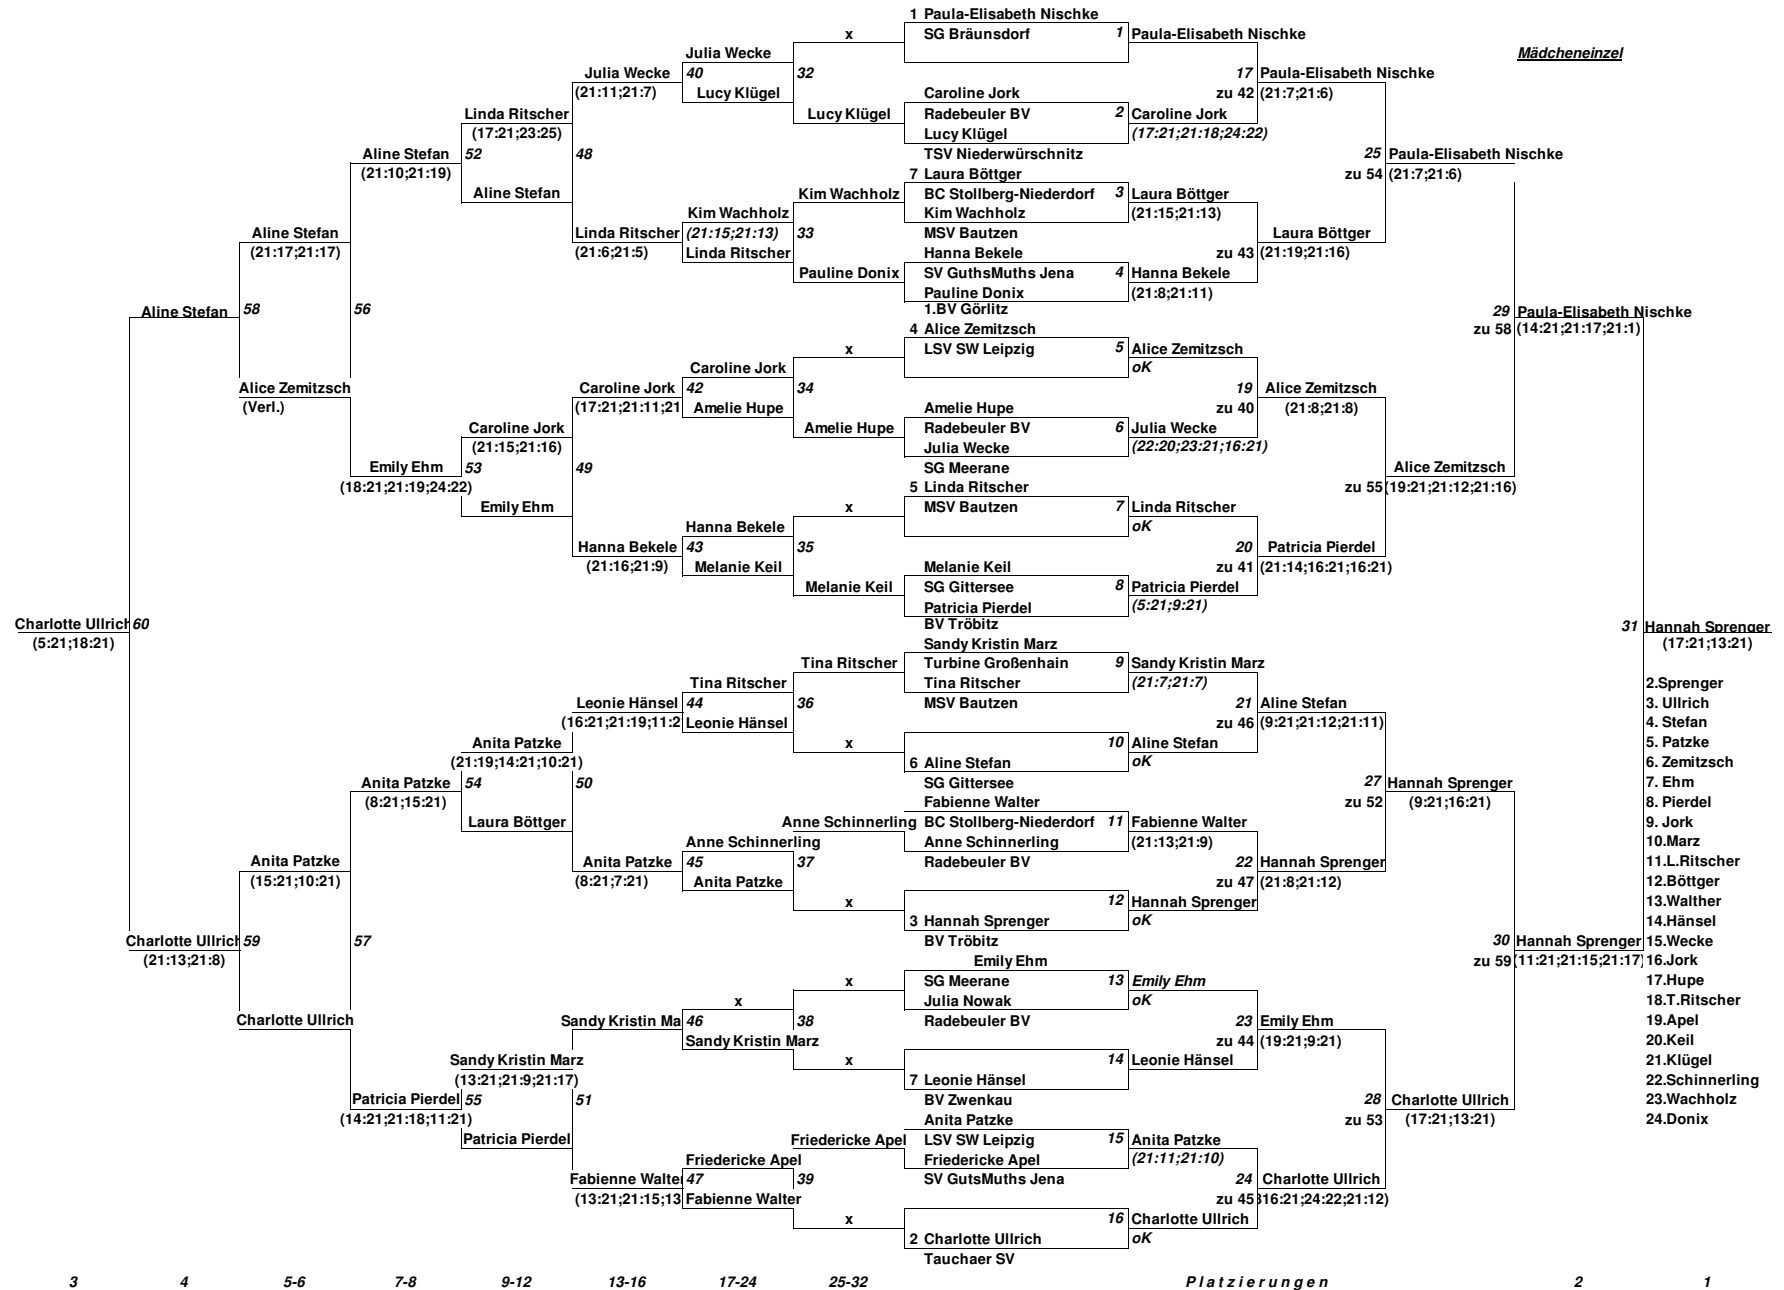 1 Paula-Elisabeth Nischke
x SG Bräunsdorf 1 Paula-Elisabeth Nischke
Julia Wecke Mädcheneinzel
Julia Wecke 40 32 17 Paula-Elisabeth Nischke
(21:11;21:7) Lucy Klügel Caroline Jork zu 42 (21:7;21:6)
Linda Ritscher Lucy Klügel Radebeuler BV 2 Caroline Jork
(17:21;23:25) Lucy Klügel (17:21;21:18;24:22)
Aline Stefan 52 48 TSV Niederwürschnitz 25 Paula-Elisabeth Nischke
(21:10;21:19) 7 Laura Böttger zu 54 (21:7;21:6)
Aline Stefan Kim Wachholz BC Stollberg-Niederdorf 3 Laura Böttger
Kim Wachholz Kim Wachholz (21:15;21:13)
Aline Stefan Linda Ritscher (21:15;21:13) 33 MSV Bautzen Laura Böttger
(21:17;21:17) (21:6;21:5) Linda Ritscher Hanna Bekele zu 43 (21:19;21:16)
Pauline Donix SV GuthsMuths Jena 4 Hanna Bekele
Pauline Donix (21:8;21:11)
Aline Stefan 58 56 1.BV Görlitz 29 Paula-Elisabeth Nischke
4 Alice Zemitzsch zu 58 (14:21;21:17;21:1)
x LSV SW Leipzig 5 Alice Zemitzsch
Caroline Jork oK
Alice Zemitzsch Caroline Jork 42 34 19 Alice Zemitzsch
(Verl.) (17:21;21:11;21 Amelie Hupe Amelie Hupe zu 40 (21:8;21:8)
Caroline Jork Amelie Hupe Radebeuler BV 6 Julia Wecke
(21:15;21:16) Julia Wecke (22:20;23:21;16:21)
Emily Ehm 53 49 SG Meerane Alice Zemitzsch
(18:21;21:19;24:22) 5 Linda Ritscher zu 55 (19:21;21:12;21:16)
Emily Ehm x MSV Bautzen 7 Linda Ritscher
Hanna Bekele oK
Hanna Bekele 43 35 20 Patricia Pierdel
(21:16;21:9) Melanie Keil Melanie Keil zu 41 (21:14;16:21;16:21)
Melanie Keil SG Gittersee 8 Patricia Pierdel
Patricia Pierdel (5:21;9:21)
Charlotte Ullrich 60 BV Tröbitz 31 Hannah Sprenger
(5:21;18:21) Sandy Kristin Marz (17:21;13:21)
Tina Ritscher Turbine Großenhain 9 Sandy Kristin Marz
Tina Ritscher Tina Ritscher (21:7;21:7) 2.Sprenger
Leonie Hänsel 44 36 MSV Bautzen 21 Aline Stefan 3. Ullrich
(16:21;21:19;11:2 Leonie Hänsel zu 46 (9:21;21:12;21:11) 4. Stefan
Anita Patzke x 10 Aline Stefan 5. Patzke
(21:19;14:21;10:21) 6 Aline Stefan oK 6. Zemitzsch
Anita Patzke 54 50 SG Gittersee 27 Hannah Sprenger 7. Ehm
(8:21;15:21) Fabienne Walter zu 52 (9:21;16:21) 8. Pierdel
Laura Böttger Anne Schinnerling BC Stollberg-Niederdorf 11 Fabienne Walter 9. Jork
Anne Schinnerling Anne Schinnerling (21:13;21:9) 10.Marz
Anita Patzke Anita Patzke 45 37 Radebeuler BV 22 Hannah Sprenger 11.L.Ritscher
(15:21;10:21) (8:21;7:21) Anita Patzke zu 47 (21:8;21:12) 12.Böttger
x 12 Hannah Sprenger 13.Walther
3 Hannah Sprenger oK 14.Hänsel
Charlotte Ullrich 59 57 BV Tröbitz 30 Hannah Sprenger 15.Wecke
(21:13;21:8) Emily Ehm zu 59 (11:21;21:15;21:17) 16.Jork
x SG Meerane 13 Emily Ehm 17.Hupe
x Julia Nowak oK 18.T.Ritscher
Charlotte Ullrich Sandy Kristin Ma 46 38 Radebeuler BV 23 Emily Ehm 19.Apel
Sandy Kristin Marz zu 44 (19:21;9:21) 20.Keil
Sandy Kristin Marz x 14 Leonie Hänsel 21.Klügel
(13:21;21:9;21:17) 7 Leonie Hänsel 22.Schinnerling
Patricia Pierdel 55 51 BV Zwenkau 28 Charlotte Ullrich 23.Wachholz
(14:21;21:18;11:21) Anita Patzke zu 53 (17:21;13:21) 24.Donix
Patricia Pierdel Friedericke Apel LSV SW Leipzig 15 Anita Patzke
Friedericke Apel Friedericke Apel (21:11;21:10)
Fabienne Walter 47 39 SV GutsMuths Jena 24 Charlotte Ullrich
(13:21;21:15;13 Fabienne Walter zu 45 16:21;24:22;21:12)
x 16 Charlotte Ullrich
2 Charlotte Ullrich oK
Tauchaer SV
3 4 5-6 7-8 9-12 13-16 17-24 25-32 Platzierungen 2 1